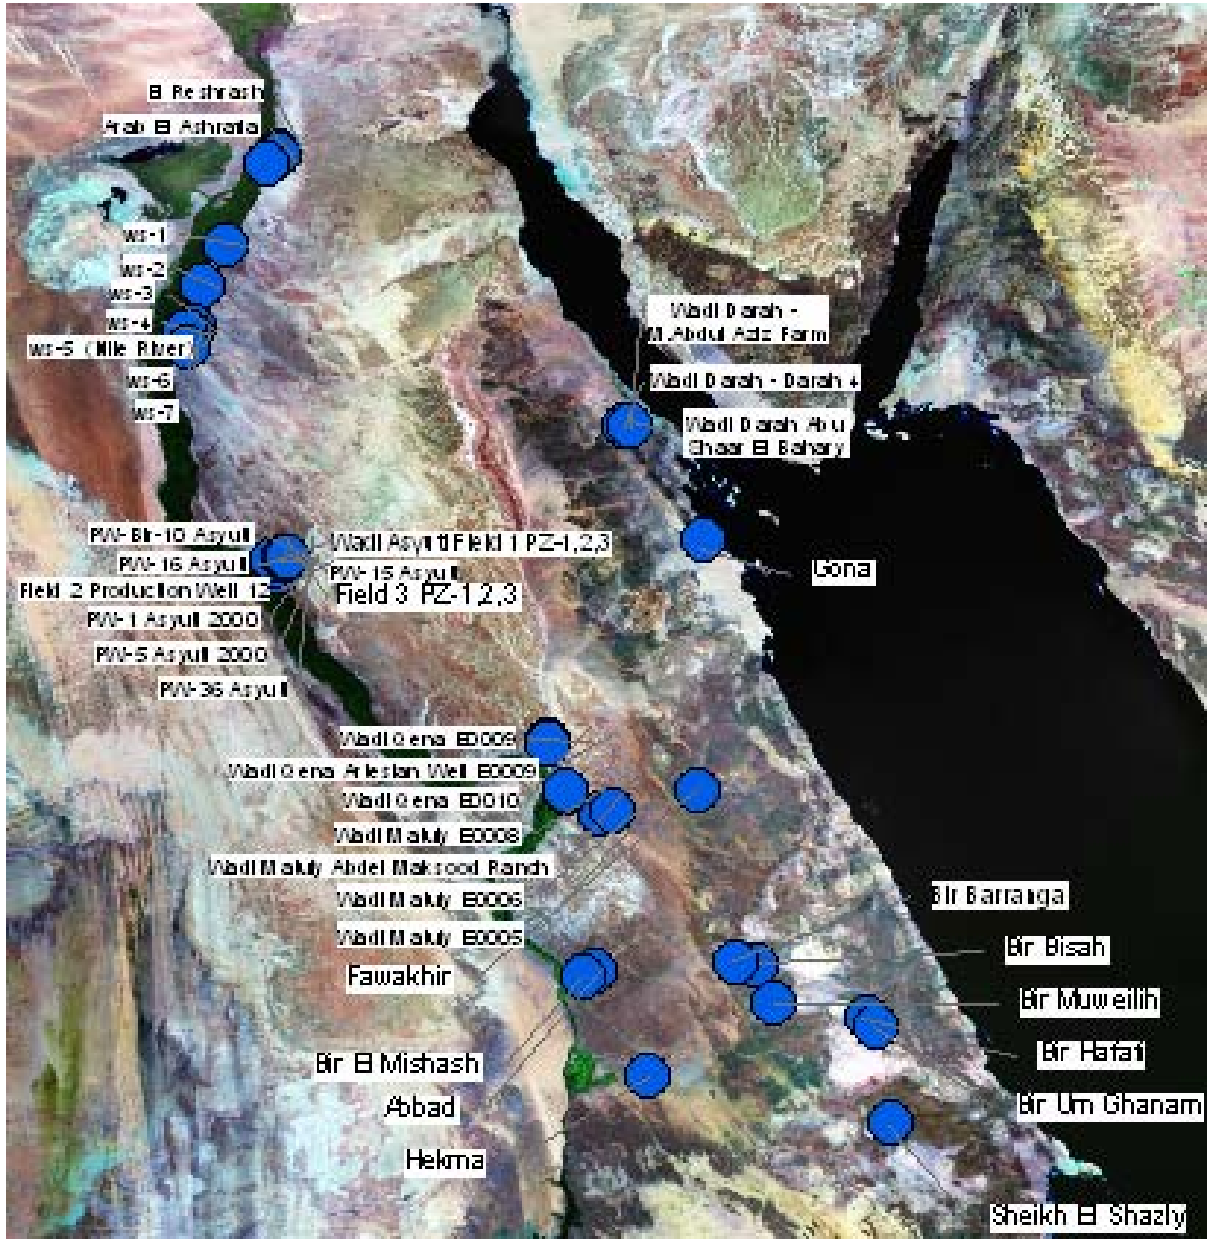 El Reshrash
Arab El Ashraila
ws-1
ws-2
ws-3
ws-4
ws-5 (Nile River)
ws-6
ws-7
Wadi Darah -
M.Abdul Aziz Farm
Wadi Darah - Darah 4
Wadi Darah Abu
Shaar El Bahary
Gona
PW-Bir-10 Asyuti
PW-16 Asyuti
Field 2 Production Well 12
PW-1 Asyuti 2000
PW-5 Asyuti 2000
PW-36 Asyuti
Wadi Asyuti Field 1 PZ-1,2,3
PW-15 Asyuti
Field 3 PZ-1,2,3
Wadi Qena E0009
Wadi Qena Artesian Well E0009
Wadi Qena E0010
Wadi Matuly E0008
Wadi Matuly Abdel Maksood Ranch
Wadi Matuly E0006
Wadi Matuly E0005
Fawakhir
Bir El Mishash
Abbad
Hekma
Bir Barranga
Bir Bisah
Bir Muweilih
Bir Hafafi
Bir Um Ghanam
Sheikh El Shazly